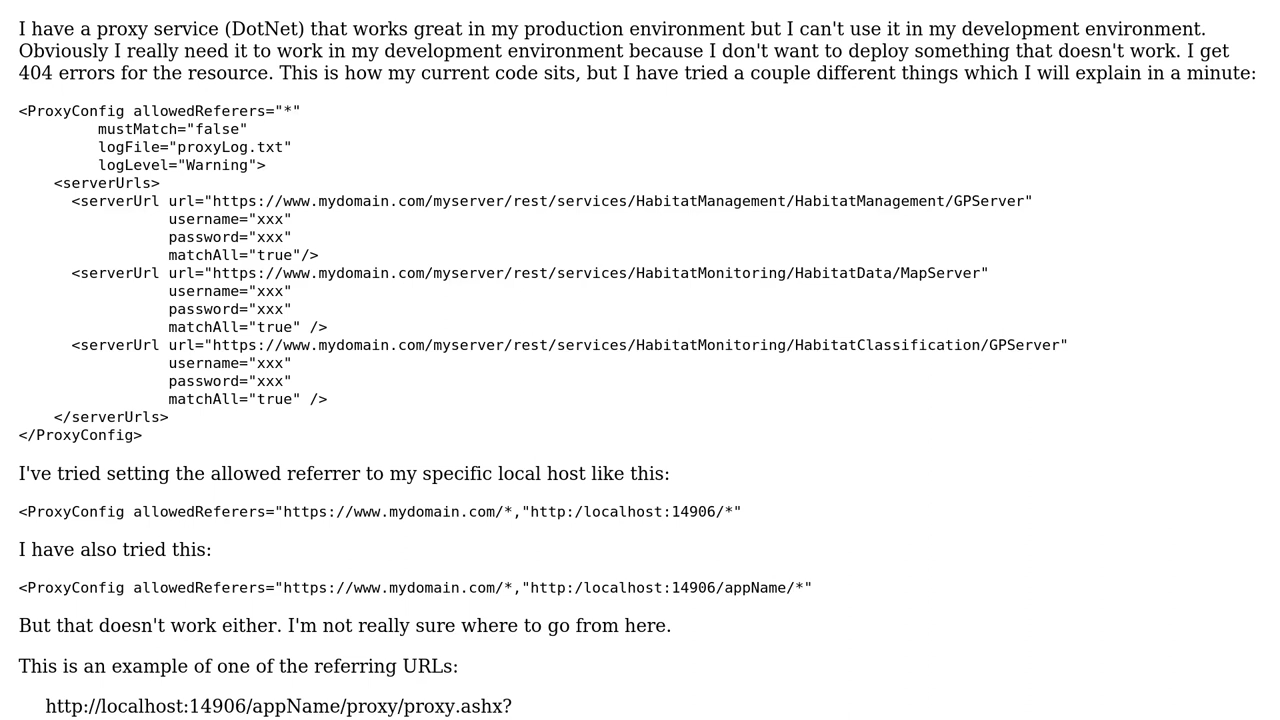 I have a proxy service (DotNet) that works great in my production environment but I can't use it in my development environment.
Obviously I really need it to work in my development environment because I don't want to deploy something that doesn't work. I get
404 errors for the resource. This is how my current code sits, but I have tried a couple different things which I will explain in a minute:
<ProxyConfig allowedReferers="*"
         mustMatch="false"
         logFile="proxyLog.txt"
         logLevel="Warning">
    <serverUrls>
      <serverUrl url="https://www.mydomain.com/myserver/rest/services/HabitatManagement/HabitatManagement/GPServer"
                 username="xxx"
                 password="xxx"
                 matchAll="true"/>
      <serverUrl url="https://www.mydomain.com/myserver/rest/services/HabitatMonitoring/HabitatData/MapServer"
                 username="xxx"
                 password="xxx"
                 matchAll="true" />
      <serverUrl url="https://www.mydomain.com/myserver/rest/services/HabitatMonitoring/HabitatClassification/GPServer"
                 username="xxx"
                 password="xxx"
                 matchAll="true" />
    </serverUrls>
</ProxyConfig>
I've tried setting the allowed referrer to my specific local host like this:
<ProxyConfig allowedReferers="https://www.mydomain.com/*,"http:/localhost:14906/*"
I have also tried this:
<ProxyConfig allowedReferers="https://www.mydomain.com/*,"http:/localhost:14906/appName/*"
But that doesn't work either. I'm not really sure where to go from here.
This is an example of one of the referring URLs:
http://localhost:14906/appName/proxy/proxy.ashx?